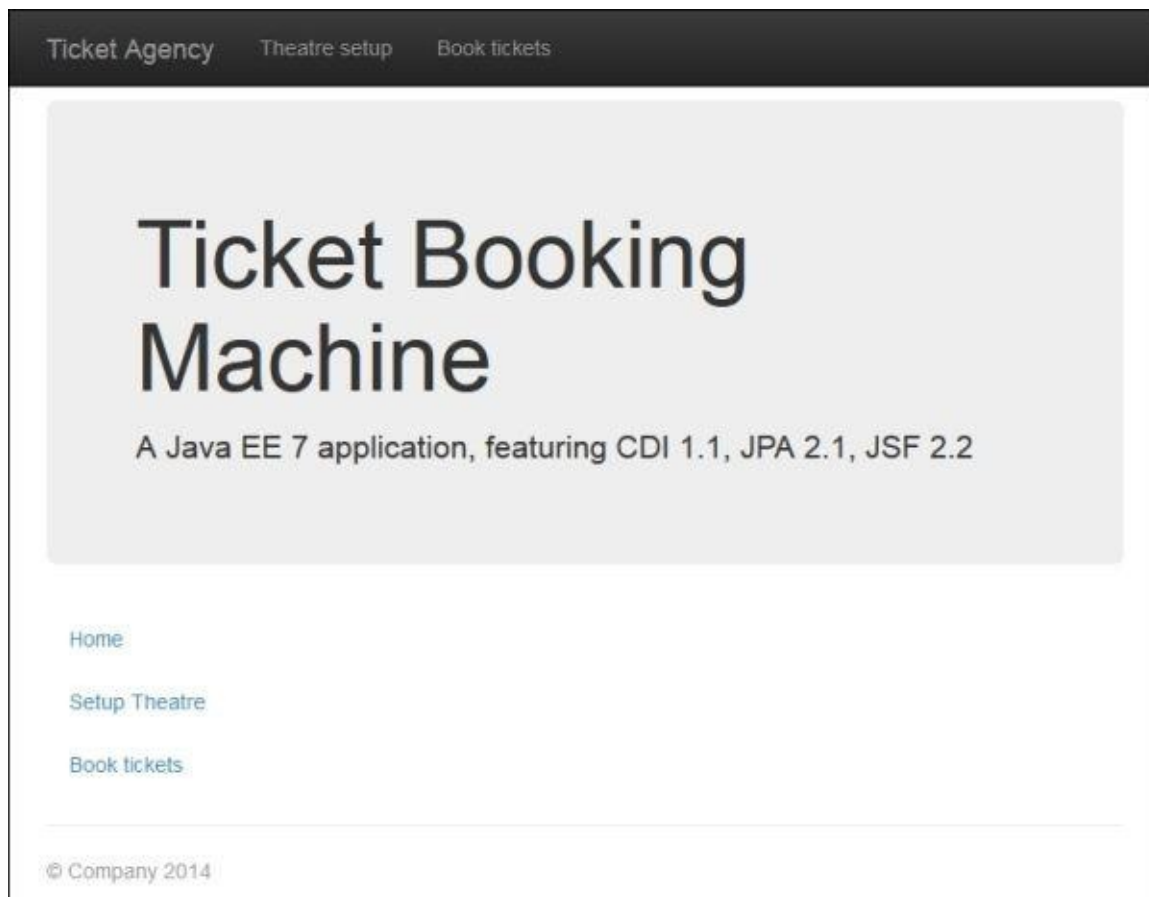 Ticket Agency Theatre setup Book tickets
Ticket Booking
Machine
A Java EE 7 application, featuring CDI 1.1, JPA 2.1, JSF 2.2
Home
Setup Theatre
Book tickets
© Company 2014